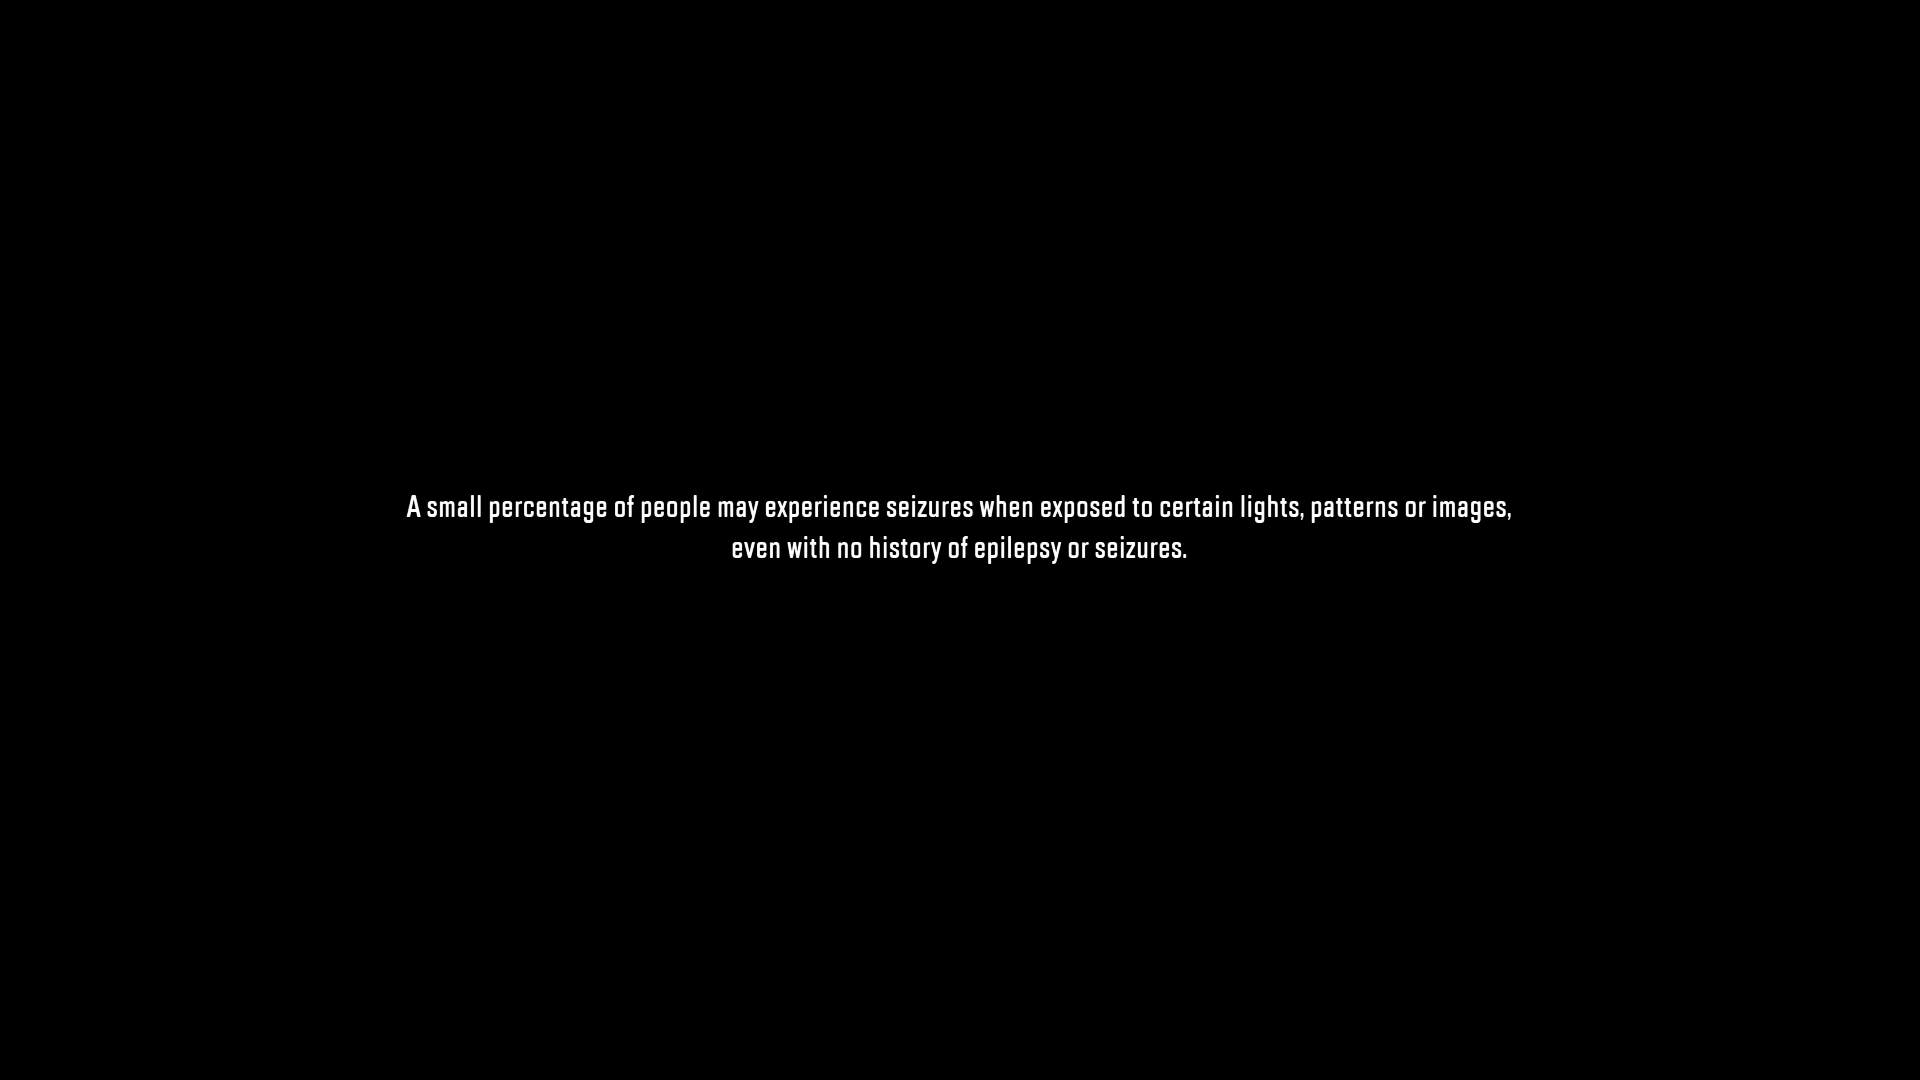 A small percentage of people may experience seizures when exposed to certain lights, patterns or images,
even with no history of epilepsy or seizures.